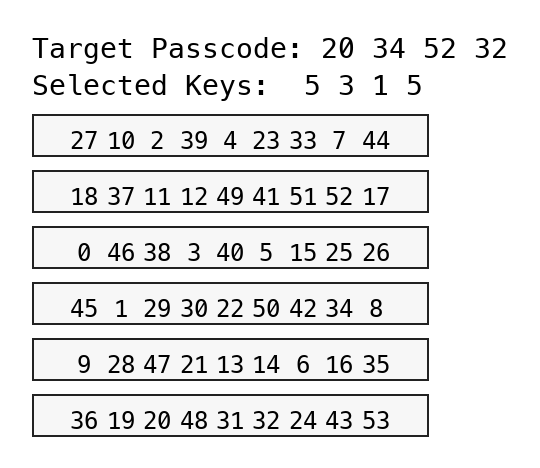 Target Passcode: 20 34 52 32
Selected Keys: 5 3 1 5
27 10 2 39 4 23 33 7 44
18 37 11 12 49 41 51 52 17
0 46 38 3 40 5 15 25 26
45 1 29 30 22 50 42 34 8
9 28 47 21 13 14 6 16 35
36 19 20 48 31 32 24 43 53